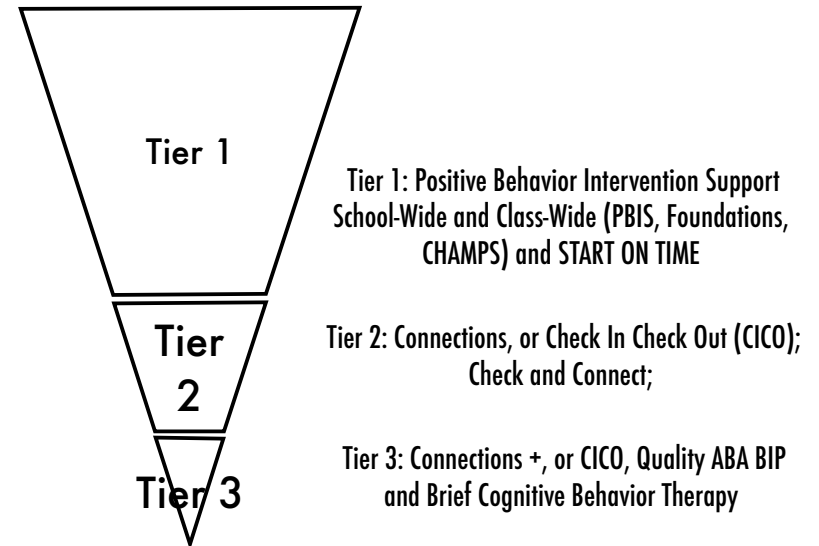 Tier 1
Tier 1: Positive Behavior Intervention Support
School-Wide and Class-Wide (PBIS, Foundations,
CHAMPS) and START ON TIME
Tier
2
Tier 2: Connections, or Check In Check Out (CICO);
Check and Connect;
Tier 3
Tier 3: Connections +, or CICO, Quality ABA BIP
and Brief Cognitive Behavior Therapy